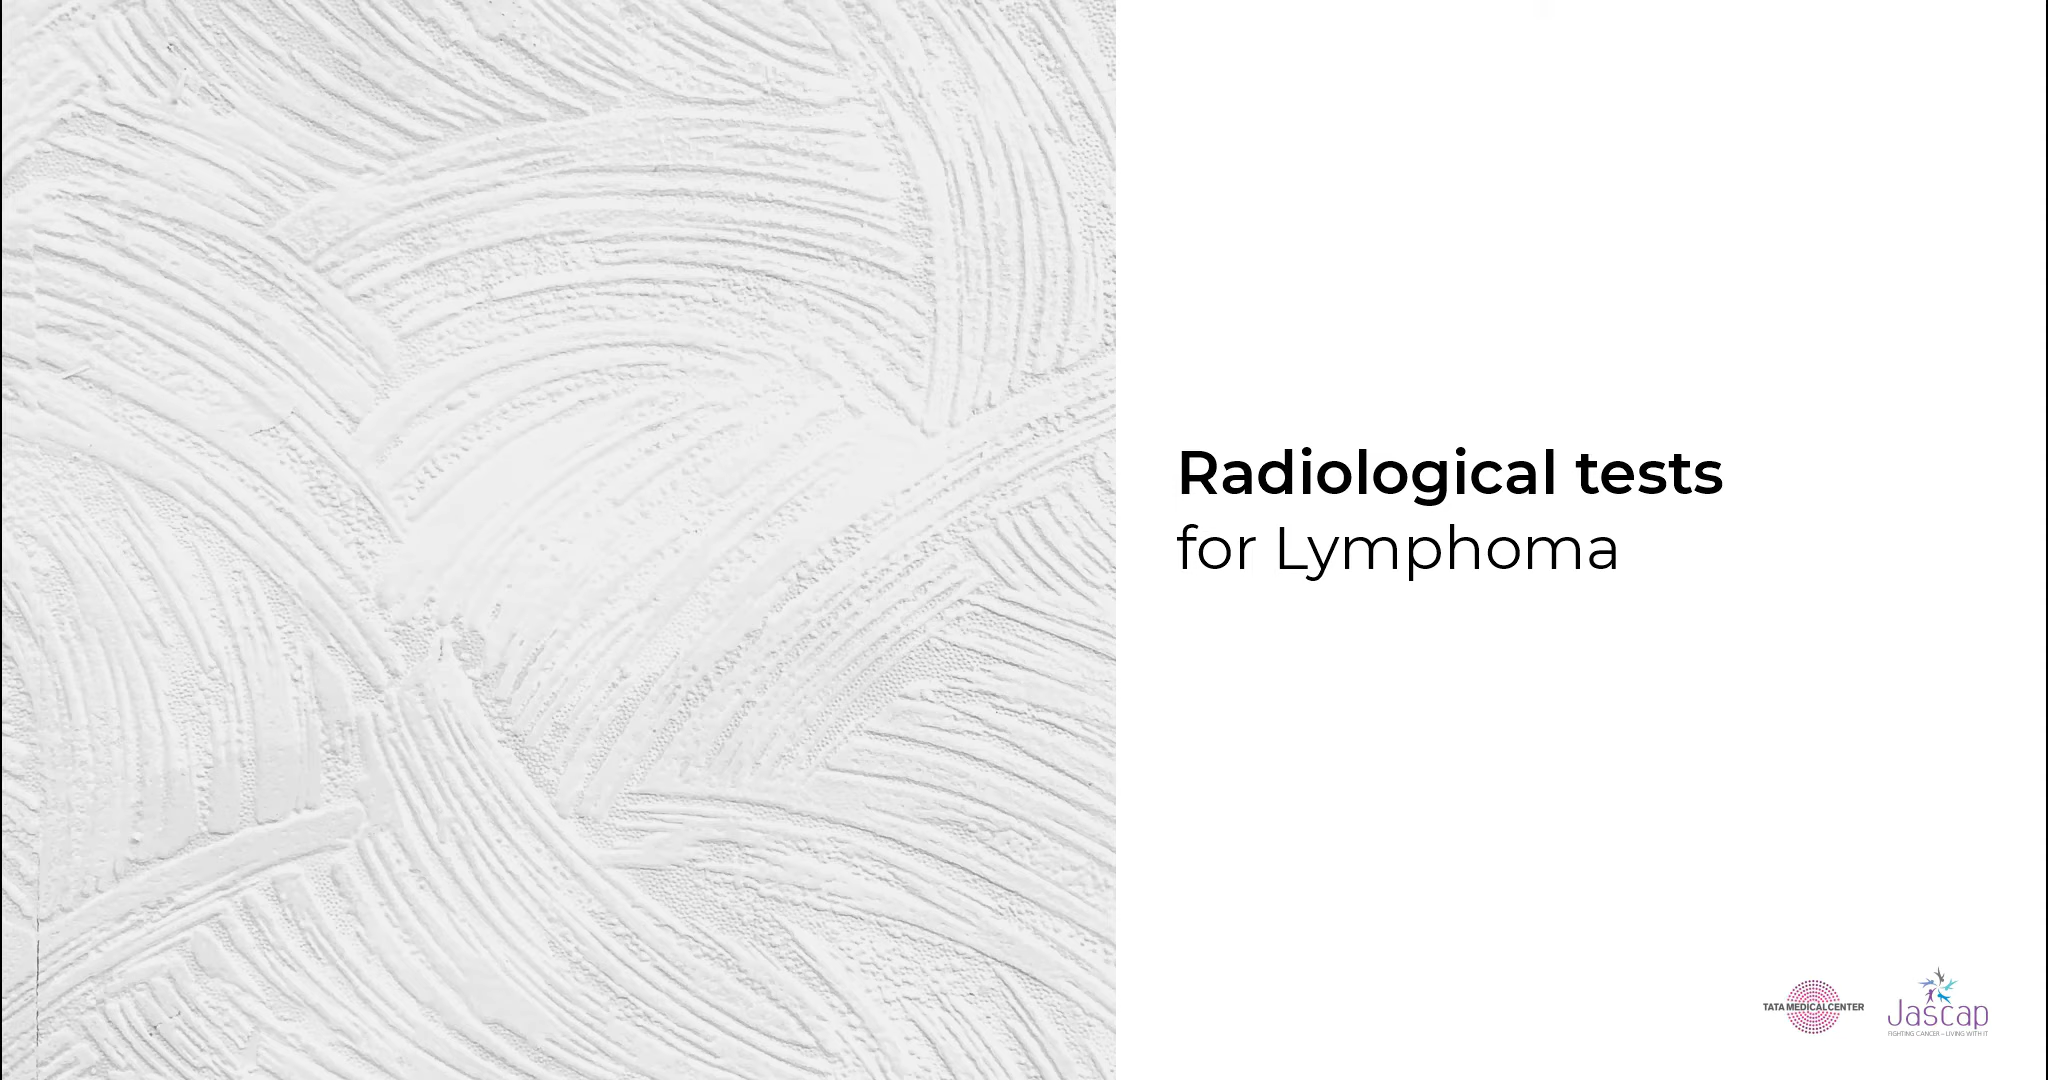 Radiological tests
for Lymphoma
TATA MEDICAL CENTER
Jascap
FIGHTING CANCER – LIVING WITH IT